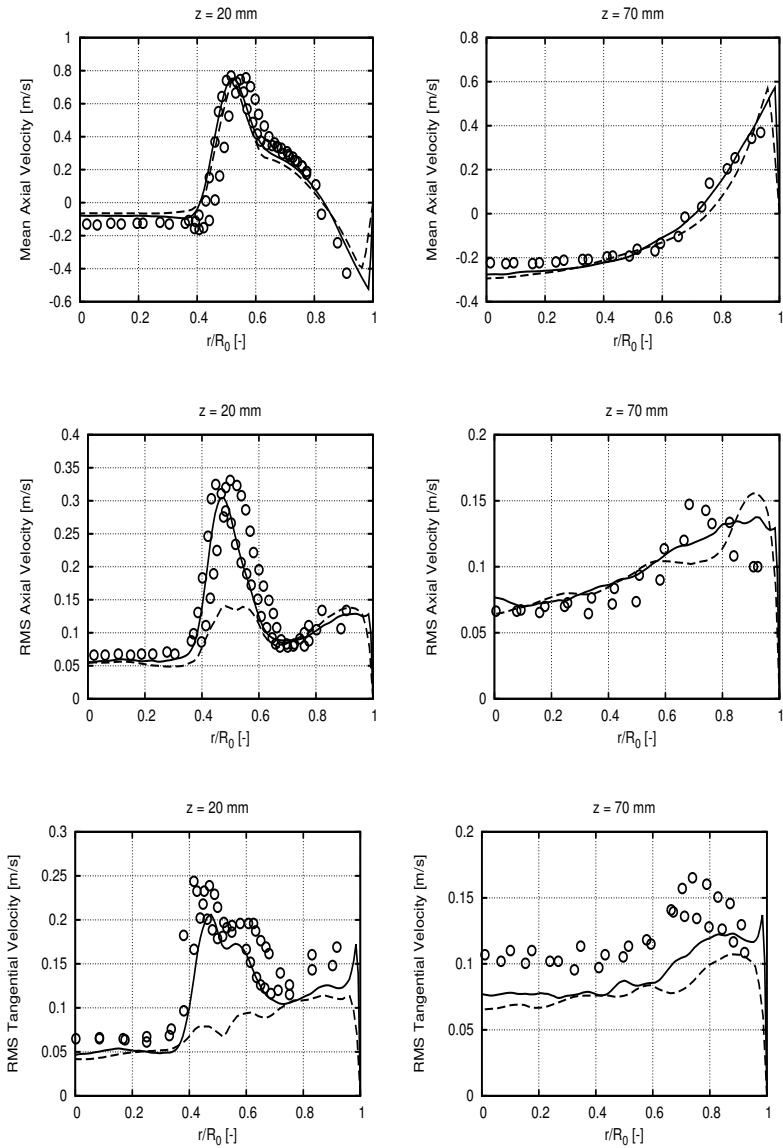 z = 20 mm
Mean Axial Velocity [m/s]
1
0.8
0.6
0.4
0.2
0
-0.2
-0.4
-0.6
0 0.2 0.4 0.6 0.8 1
r/R0 [-]
z = 70 mm
Mean Axial Velocity [m/s]
0.8
0.6
0.4
0.2
0
-0.2
-0.4
0 0.2 0.4 0.6 0.8 1
r/R0 [-]
z = 20 mm
RMS Axial Velocity [m/s]
0.4
0.35
0.3
0.25
0.2
0.15
0.1
0.05
0
0 0.2 0.4 0.6 0.8 1
r/R0 [-]
z = 70 mm
RMS Axial Velocity [m/s]
0.2
0.15
0.1
0.05
0
0 0.2 0.4 0.6 0.8 1
r/R0 [-]
z = 20 mm
RMS Tangential Velocity [m/s]
0.3
0.25
0.2
0.15
0.1
0.05
0
0 0.2 0.4 0.6 0.8 1
r/R0 [-]
z = 70 mm
RMS Tangential Velocity [m/s]
0.2
0.15
0.1
0.05
0
0 0.2 0.4 0.6 0.8 1
r/R0 [-]